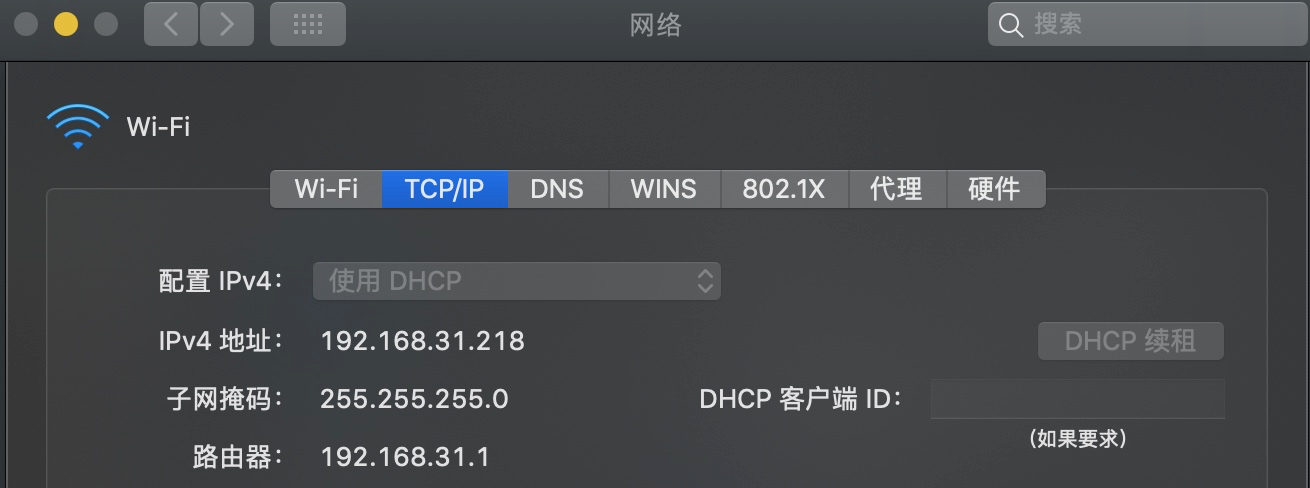 网络
搜索
Wi-Fi
Wi-Fi TCP/IP DNS WINS 802.1X 代理 硬件
配置 IPv4: 使用 DHCP
IPv4 地址: 192.168.31.218 DHCP 续租
子网掩码: 255.255.255.0 DHCP 客户端 ID:
(如果要求)
路由器: 192.168.31.1